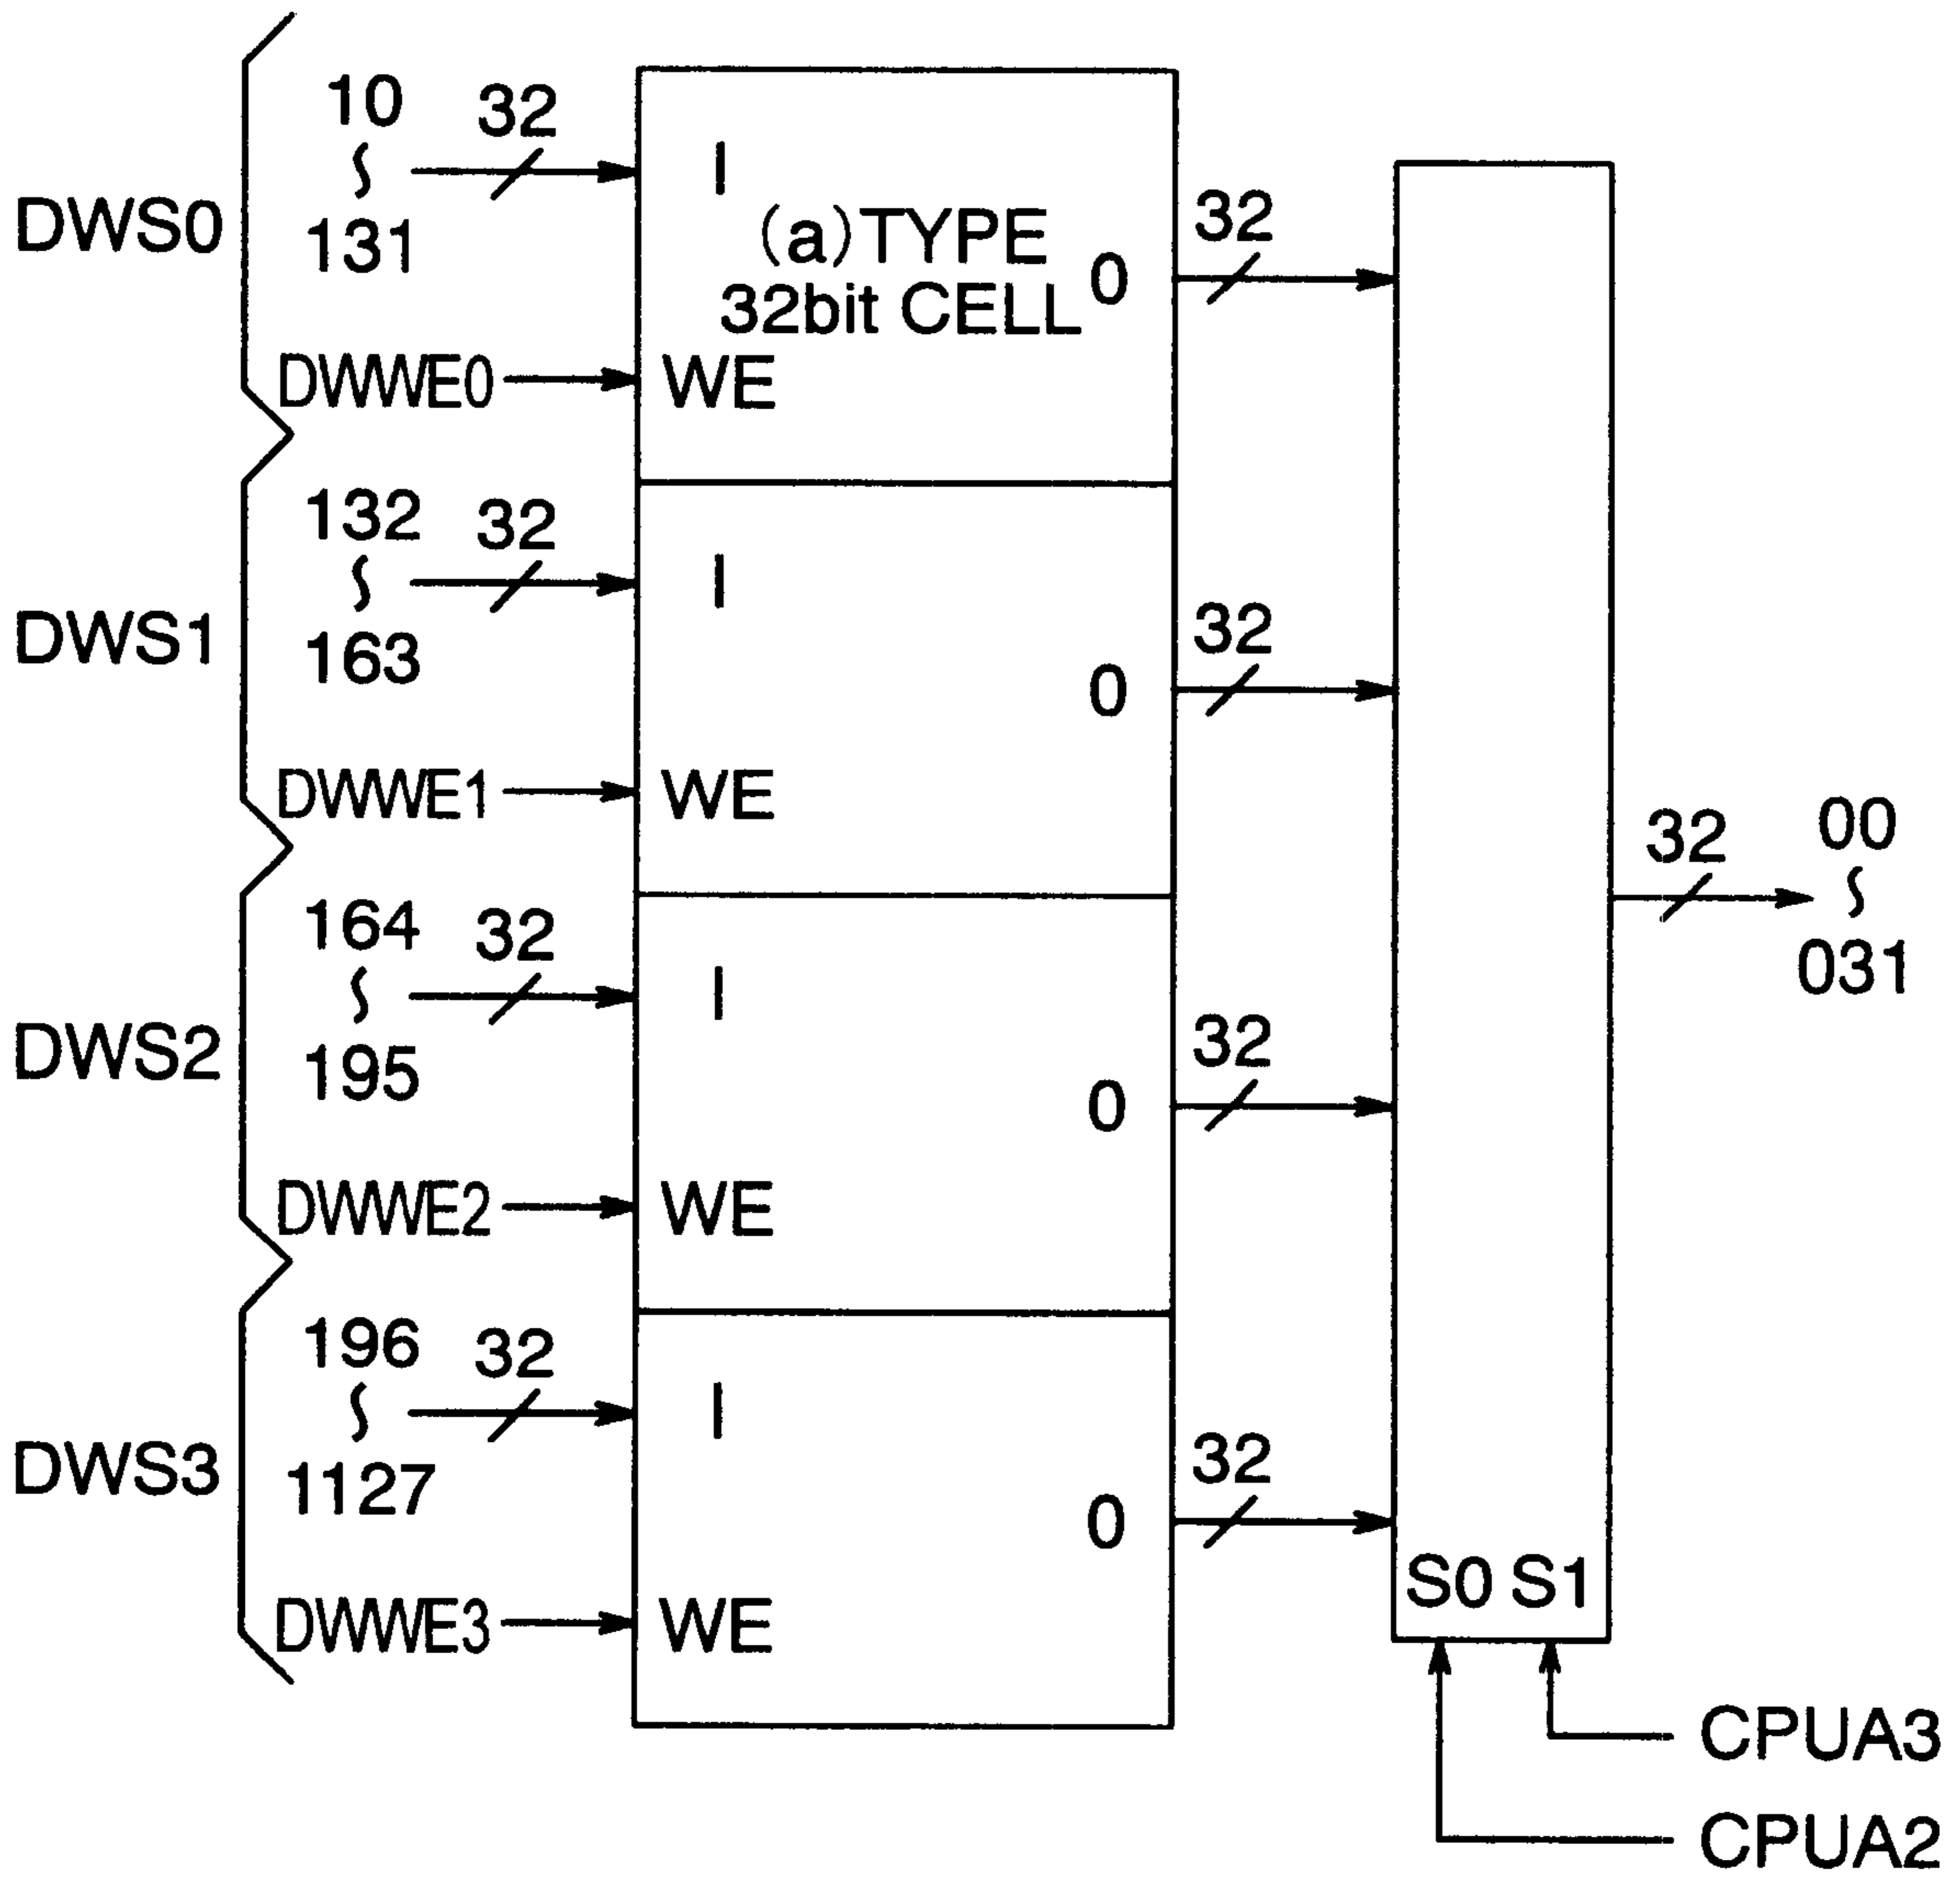 DWS0
10
∫
131
32
I
(a)TYPE
32bit CELL
0
32
DWWE0
WE
DWS1
132
∫
163
32
I
0
32
DWWE1
WE
DWS2
164
∫
195
32
I
0
32
DWWE2
WE
DWS3
196
∫
1127
32
I
0
32
DWWE3
WE
32
00
∫
031
S0 S1
CPUA3
CPUA2